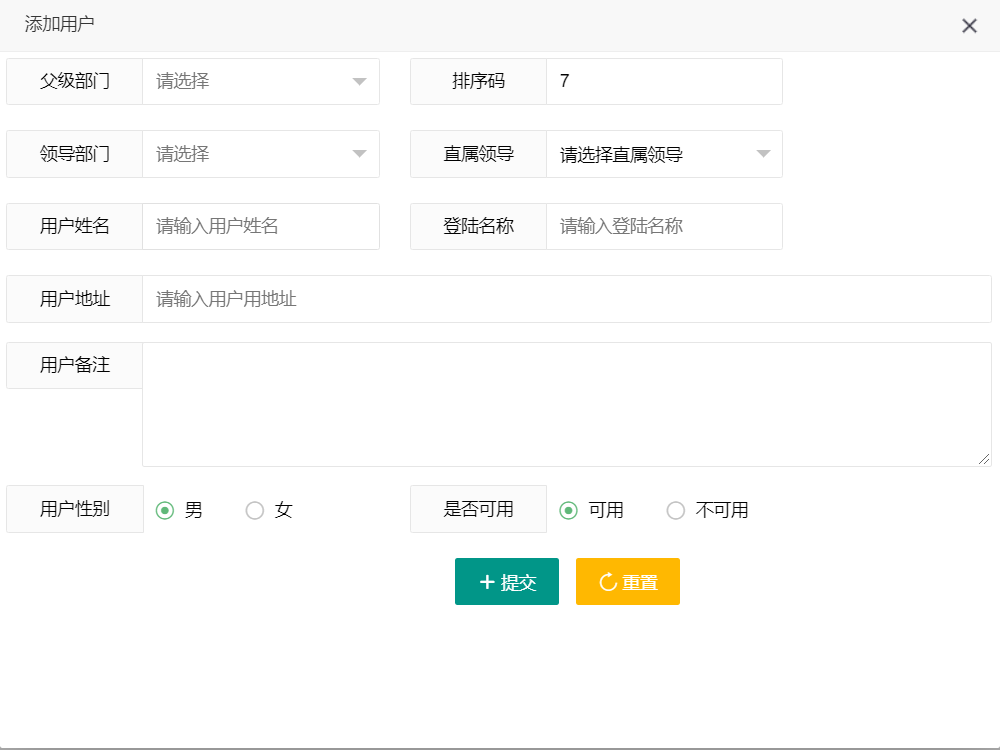 添加用户
父级部门 请选择 排序码 7
领导部门 请选择 直属领导 请选择直属领导
用户姓名 请输入用户姓名 登陆名称 请输入登陆名称
用户地址 请输入用户用地址
用户备注
用户性别 男 女 是否可用 可用 不可用
提交 重置